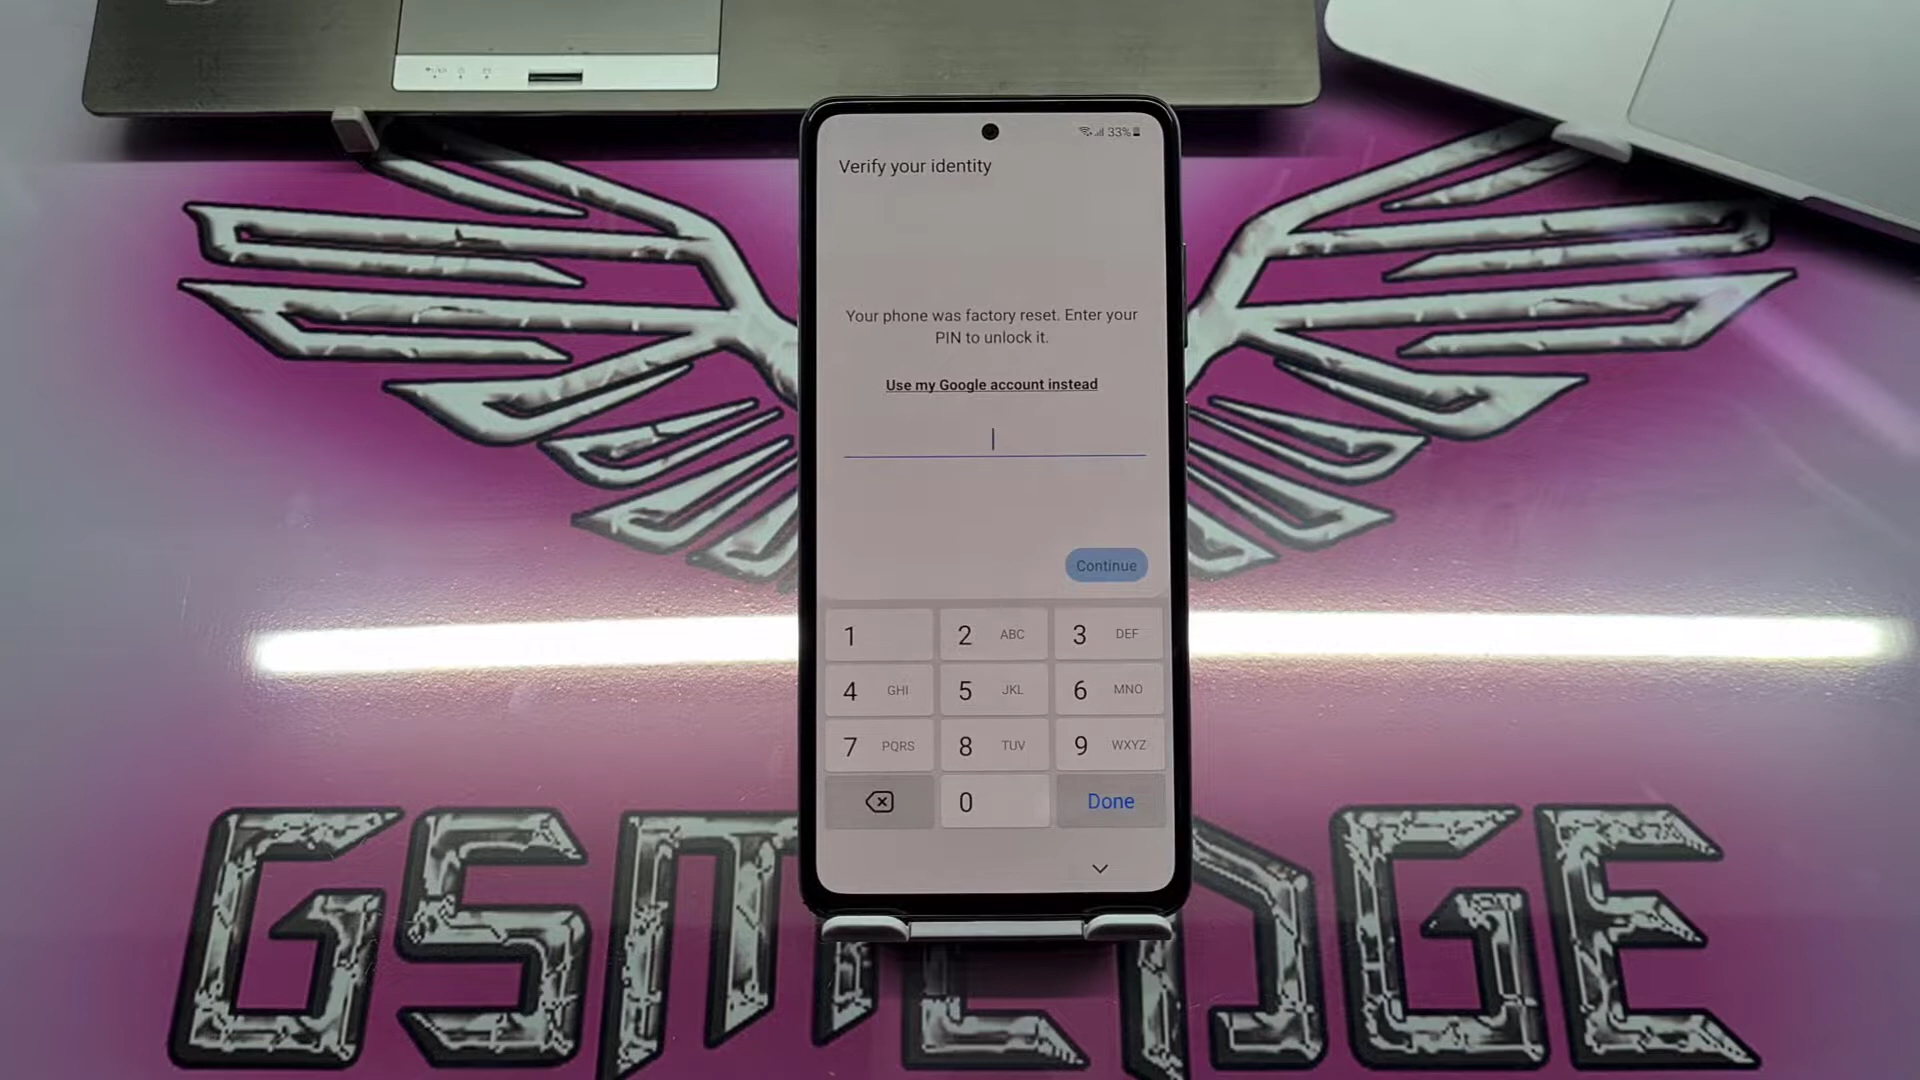 33%
Verify your identity
Your phone was factory reset. Enter your
PIN to unlock it.
Use my Google account instead
Continue
1
2 ABC
3 DEF
4 GHI
5 JKL
6 MNO
7 PQRS
8 TUV
9 WXYZ
0
Done
GSM EDGE